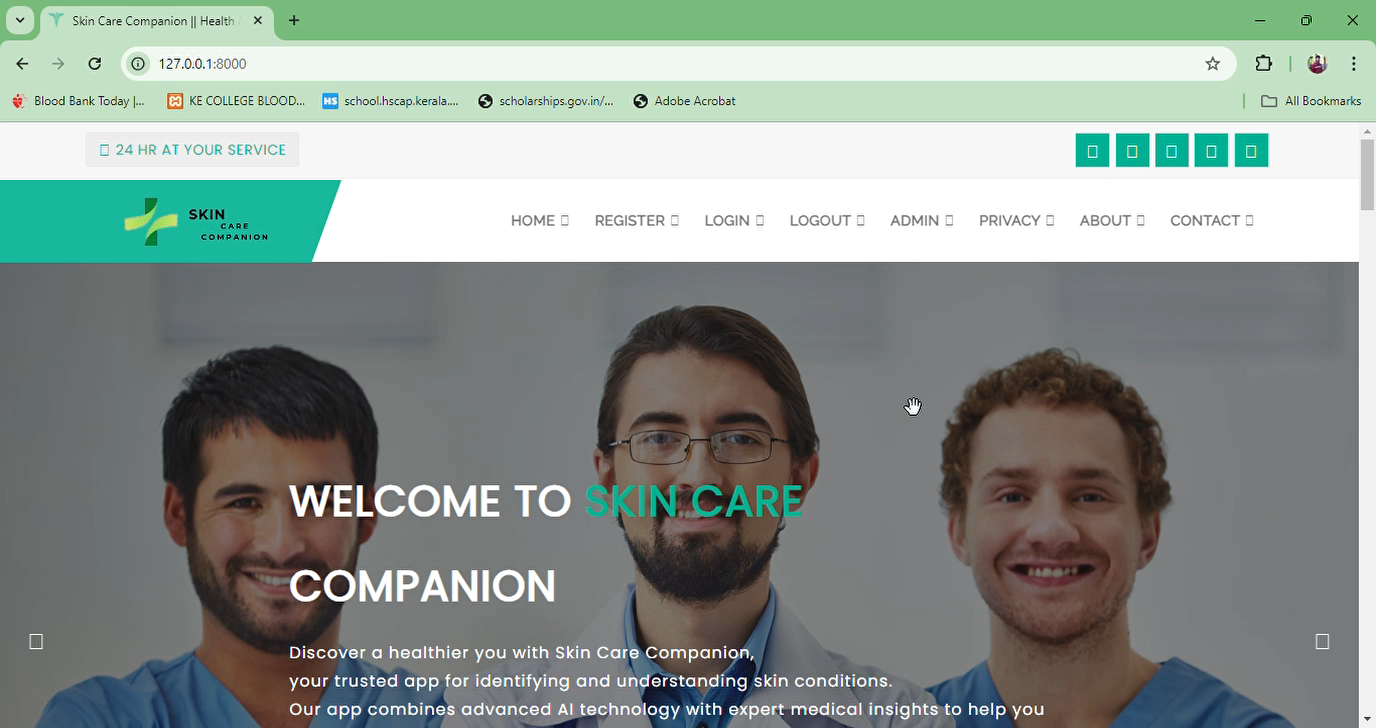 Skin Care Companion || Health
127.0.0.1:8000
Blood Bank Today |... KE COLLEGE BLOOD... school.hscap.kerala.... scholarships.gov.in/... Adobe Acrobat All Bookmarks
24 HR AT YOUR SERVICE
SKIN
CARE
COMPANION
HOME REGISTER LOGIN LOGOUT ADMIN PRIVACY ABOUT CONTACT
WELCOME TO SKIN CARE
COMPANION
Discover a healthier you with Skin Care Companion,
your trusted app for identifying and understanding skin conditions.
Our app combines advanced AI technology with expert medical insights to help you